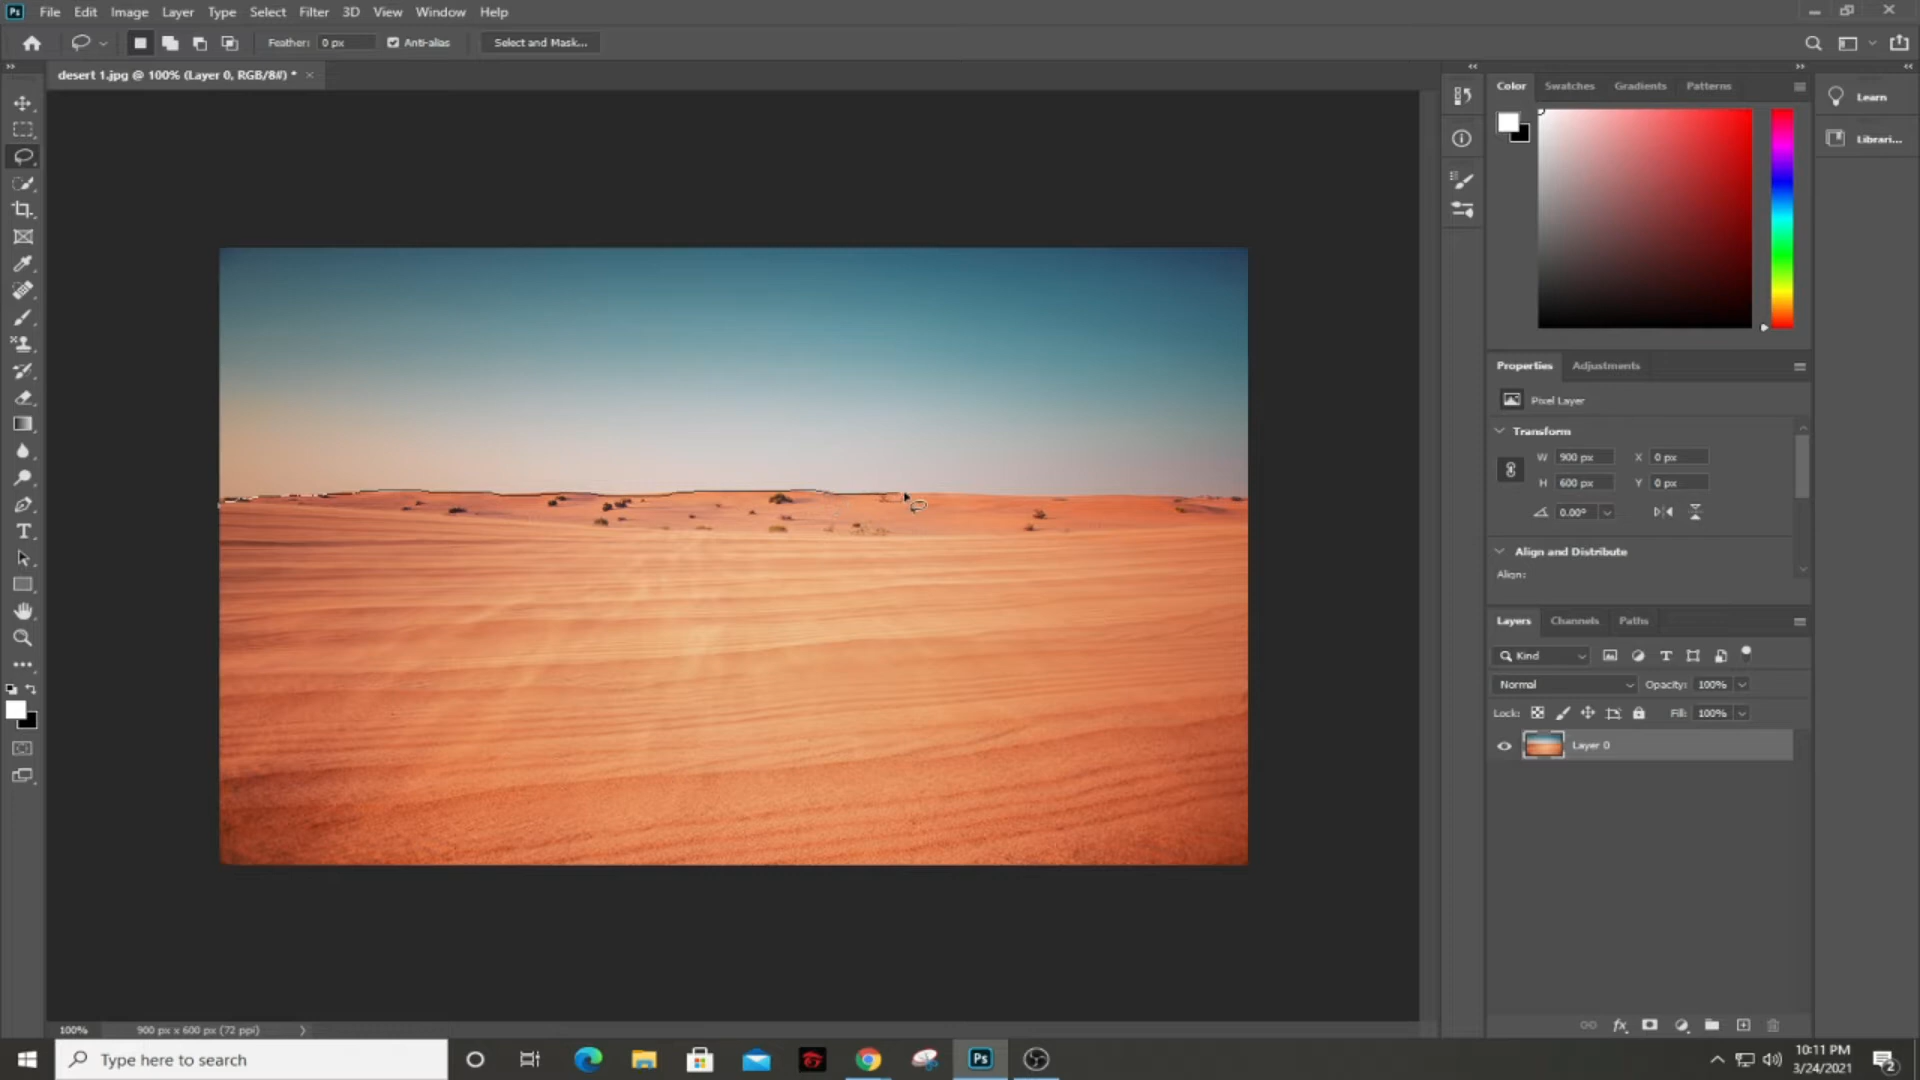 Ps File Edit Image Layer Type Select Filter 3D View Window Help
Feather: 0 px Anti-alias Select and Mask...
desert 1.jpg @ 100% (Layer 0, RGB/8#) * ×
Color Swatches Gradients Patterns
Learn
Librari...
Properties Adjustments
Pixel Layer
Transform
W 900 px X 0 px
H 600 px Y 0 px
0.00°
Align and Distribute
Align:
Layers Channels Paths
Kind
Normal Opacity: 100%
Lock: Fill: 100%
Layer 0
100% 900 px x 600 px (72 ppi)
Type here to search
Ps
10:11 PM
3/24/2021
2